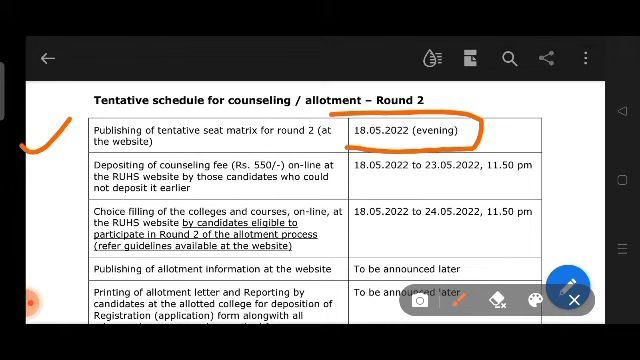 Tentative schedule for counseling / allotment – Round 2
Publishing of tentative seat matrix for round 2 (at
the website)
18.05.2022 (evening)
Depositing of counseling fee (Rs. 550/-) on-line at
the RUHS website by those candidates who could
not deposit it earlier
18.05.2022 to 23.05.2022, 11.50 pm
Choice filling of the colleges and courses, on-line, at
the RUHS website by candidates eligible to
participate in Round 2 of the allotment process
(refer guidelines available at the website)
18.05.2022 to 24.05.2022, 11.50 pm
Publishing of allotment information at the website
To be announced later
Printing of allotment letter and Reporting by
candidates at the allotted college for deposition of
Registration (application) form alongwith all
To be announced later